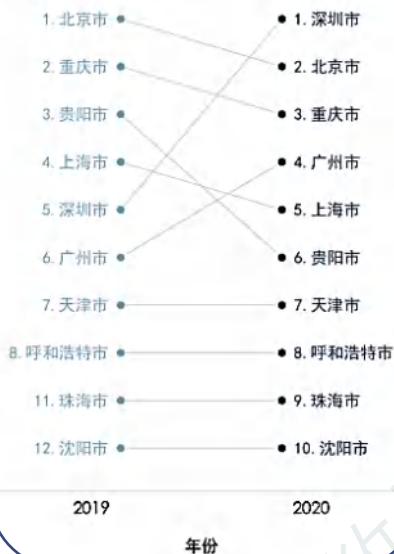 1. 北京市 1. 深圳市
2. 重庆市 2. 北京市
3. 贵阳市 3. 重庆市
4. 上海市 4. 广州市
5. 深圳市 5. 上海市
6. 广州市 6. 贵阳市
7. 天津市 7. 天津市
8. 呼和浩特市 8. 呼和浩特市
11. 珠海市 9. 珠海市
12. 沈阳市 10. 沈阳市
2019 2020
年份